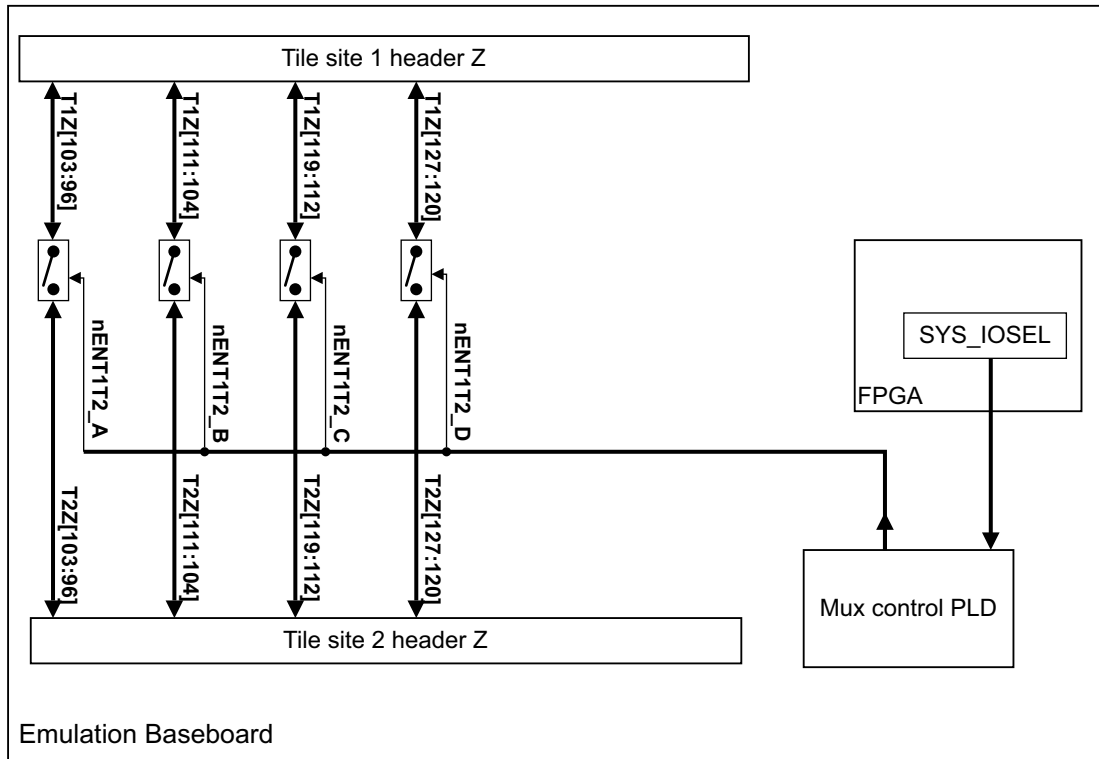 Tile site 1 header Z
T1Z[103:96]
T1Z[111:104]
T1Z[119:112]
T1Z[127:120]
nENT1T2_A
nENT1T2_B
nENT1T2_C
nENT1T2_D
SYS_IOSEL
FPGA
T2Z[103:96]
T2Z[111:104]
T2Z[119:112]
T2Z[127:120]
Mux control PLD
Tile site 2 header Z
Emulation Baseboard